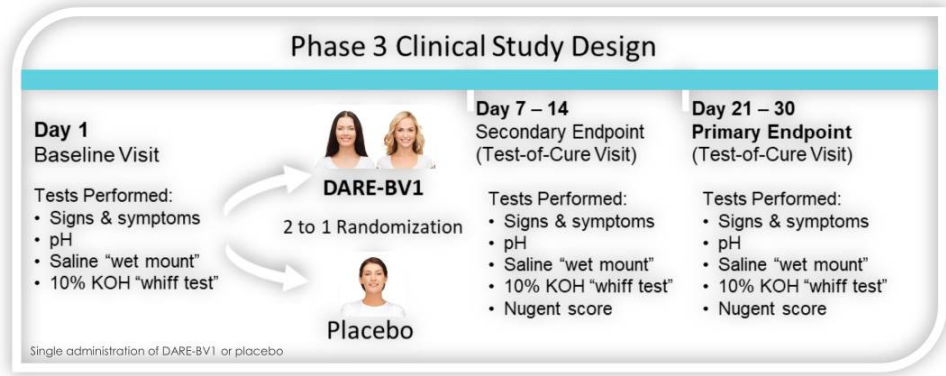 Phase 3 Clinical Study Design
Day 1
Baseline Visit
Tests Performed:
• Signs & symptoms
• pH
• Saline "wet mount"
• 10% KOH "whiff test"
DARE-BV1
2 to 1 Randomization
Placebo
Day 7 – 14
Secondary Endpoint
(Test-of-Cure Visit)
Tests Performed:
• Signs & symptoms
• pH
• Saline "wet mount"
• 10% KOH "whiff test"
• Nugent score
Day 21 – 30
Primary Endpoint
(Test-of-Cure Visit)
Tests Performed:
• Signs & symptoms
• pH
• Saline "wet mount"
• 10% KOH "whiff test"
• Nugent score
Single administration of DARE-BV1 or placebo